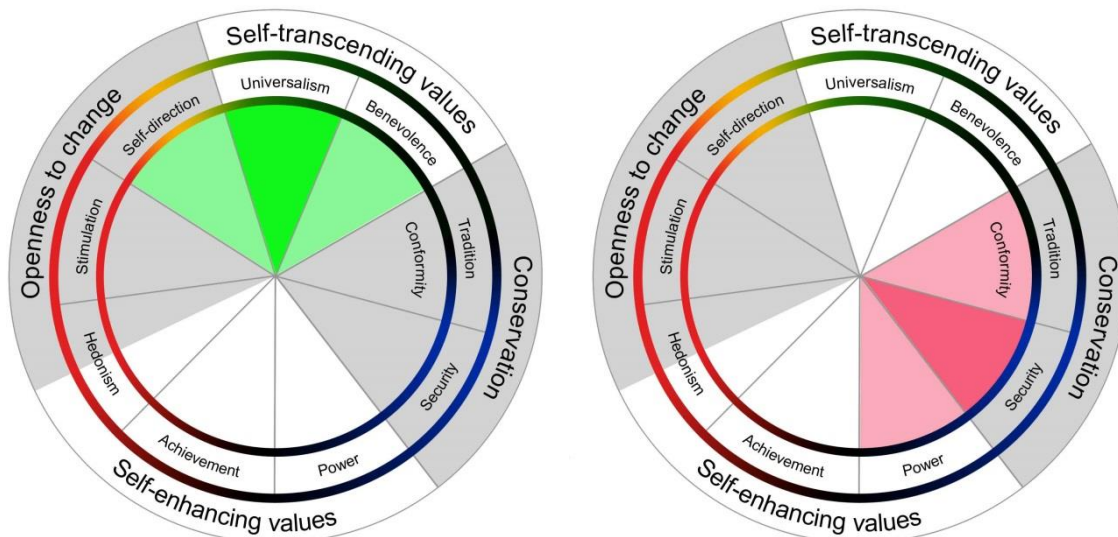 Self-transcending values
Universalism
Benevolence
Self-direction
Openness to change
Stimulation
Hedonism
Conformity
Tradition
Conservation
Security
Power
Achievement
Self-enhancing values
Self-transcending values
Universalism
Benevolence
Self-direction
Openness to change
Stimulation
Hedonism
Conformity
Tradition
Conservation
Security
Power
Achievement
Self-enhancing values